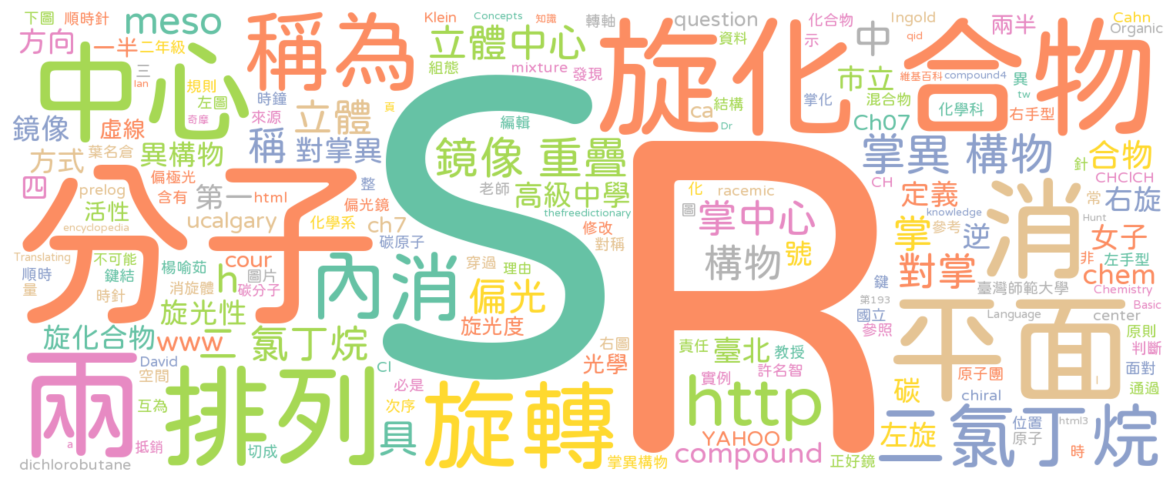 下圖 順時針 meso 稱為 Klein Concepts 知識 轉軸 question 化合物 Ingold 兩半 Cahn
方向 一半 二年級 立體中心 中 示 qid Organic
三 Ian 組態 mixture 發現 資料 市立 維基百科 compound4 異
中心 規則 左圖 時鐘 旋化合物 ca 結構 掌化 混合物 化學科 tw 右手型
鏡像 虛線 奇摩 來源 立體 S R 編輯 Dr Ch07
方式 葉名倉 異構物 稱 對掌異 鏡像 重疊 掌異 構物 合物 針
四 prelog 偏極光 第一 html 整 老師 高級中學 化 racemic CH CHClCH 常
活性 含有 ucalgary 偏光鏡 ch7 thefreedictionary 圖 定義 右旋
encyclopedia 化學系 修改 掌中心 knowledge Hunt
分子 Translating 不可能 cour 碳原子 對稱 號 掌 逆 參考 女子 消
順時 楊喻茹 h 圖片 內消 穿過 構物 對掌 非 左手型
量 鍵結 時針 消旋體 碳分子 偏光 理由 鍵 臺灣師範大學 chem
旋光性 旋光度 第193 國立 Language Chemistry Basic
旋化合物 www 二氯丁烷 右圖 責任 臺北 參照 center 原則
David Cl 光學 教授 平面 判斷
兩 空間 排列 必是 實例 許名智 碳 原子團 面對 通過
互為 具 次序 旋轉 http chiral l
抵銷 YAHOO 左旋 二氯丁烷 位置 html3 頁
a 切成 compound 原子 時
dichlorobutane 掌異構物 正好鏡